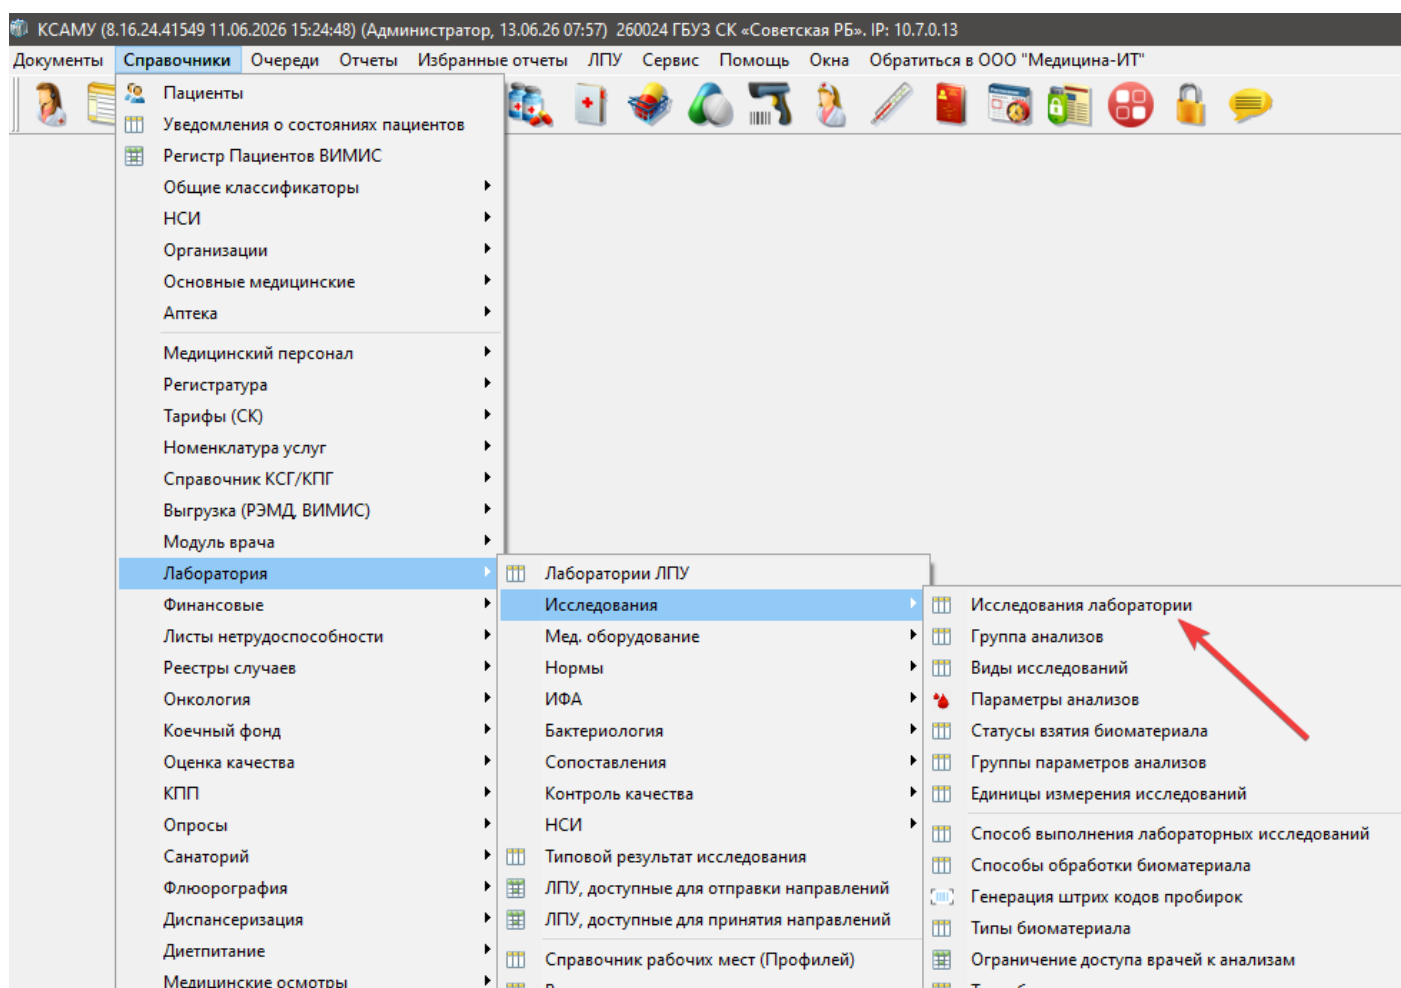 КСАМУ (8.16.24.41549 11.06.2026 15:24:48) (Администратор, 13.06.26 07:57) 260024 ГБУЗ СК «Советская РБ». IP: 10.7.0.13
Документы Справочники Очереди Отчеты Избранные отчеты ЛПУ Сервис Помощь Окна Обратиться в ООО "Медицина-ИТ"
Пациенты
Уведомления о состояниях пациентов
Регистр Пациентов ВИМИС
Общие классификаторы
НСИ
Организации
Основные медицинские
Аптека
Медицинский персонал
Регистратура
Тарифы (СК)
Номенклатура услуг
Справочник КСГ/КПГ
Выгрузка (РЭМД, ВИМИС)
Модуль врача
Лаборатория
Финансовые
Листы нетрудоспособности
Реестры случаев
Онкология
Коечный фонд
Оценка качества
КПП
Опросы
Санаторий
Флюорография
Диспансеризация
Диетпитание
Медицинские осмотры
Лаборатории ЛПУ
Исследования
Мед. оборудование
Нормы
ИФА
Бактериология
Сопоставления
Контроль качества
НСИ
Типовой результат исследования
ЛПУ, доступные для отправки направлений
ЛПУ, доступные для принятия направлений
Справочник рабочих мест (Профилей)
Исследования лаборатории
Группа анализов
Виды исследований
Параметры анализов
Статусы взятия биоматериала
Группы параметров анализов
Единицы измерения исследований
Способ выполнения лабораторных исследований
Способы обработки биоматериала
Генерация штрих кодов пробирок
Типы биоматериала
Ограничение доступа врачей к анализам